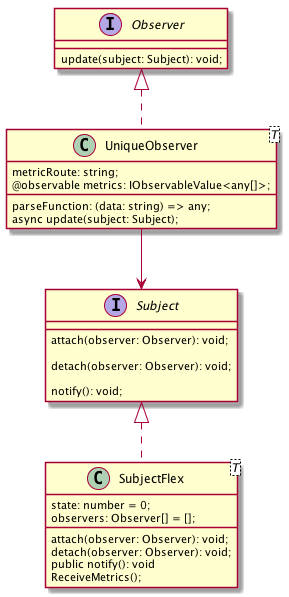 I Observer
update(subject: Subject): void;
T
C UniqueObserver
metricRoute: string;
@observable metrics: IObservableValue<any[]>;
parseFunction: (data: string) => any;
async update(subject: Subject);
I Subject
attach(observer: Observer): void;
detach(observer: Observer): void;
notify(): void;
T
C SubjectFlex
state: number = 0;
observers: Observer[] = [];
attach(observer: Observer): void;
detach(observer: Observer): void;
public notify(): void
ReceiveMetrics();